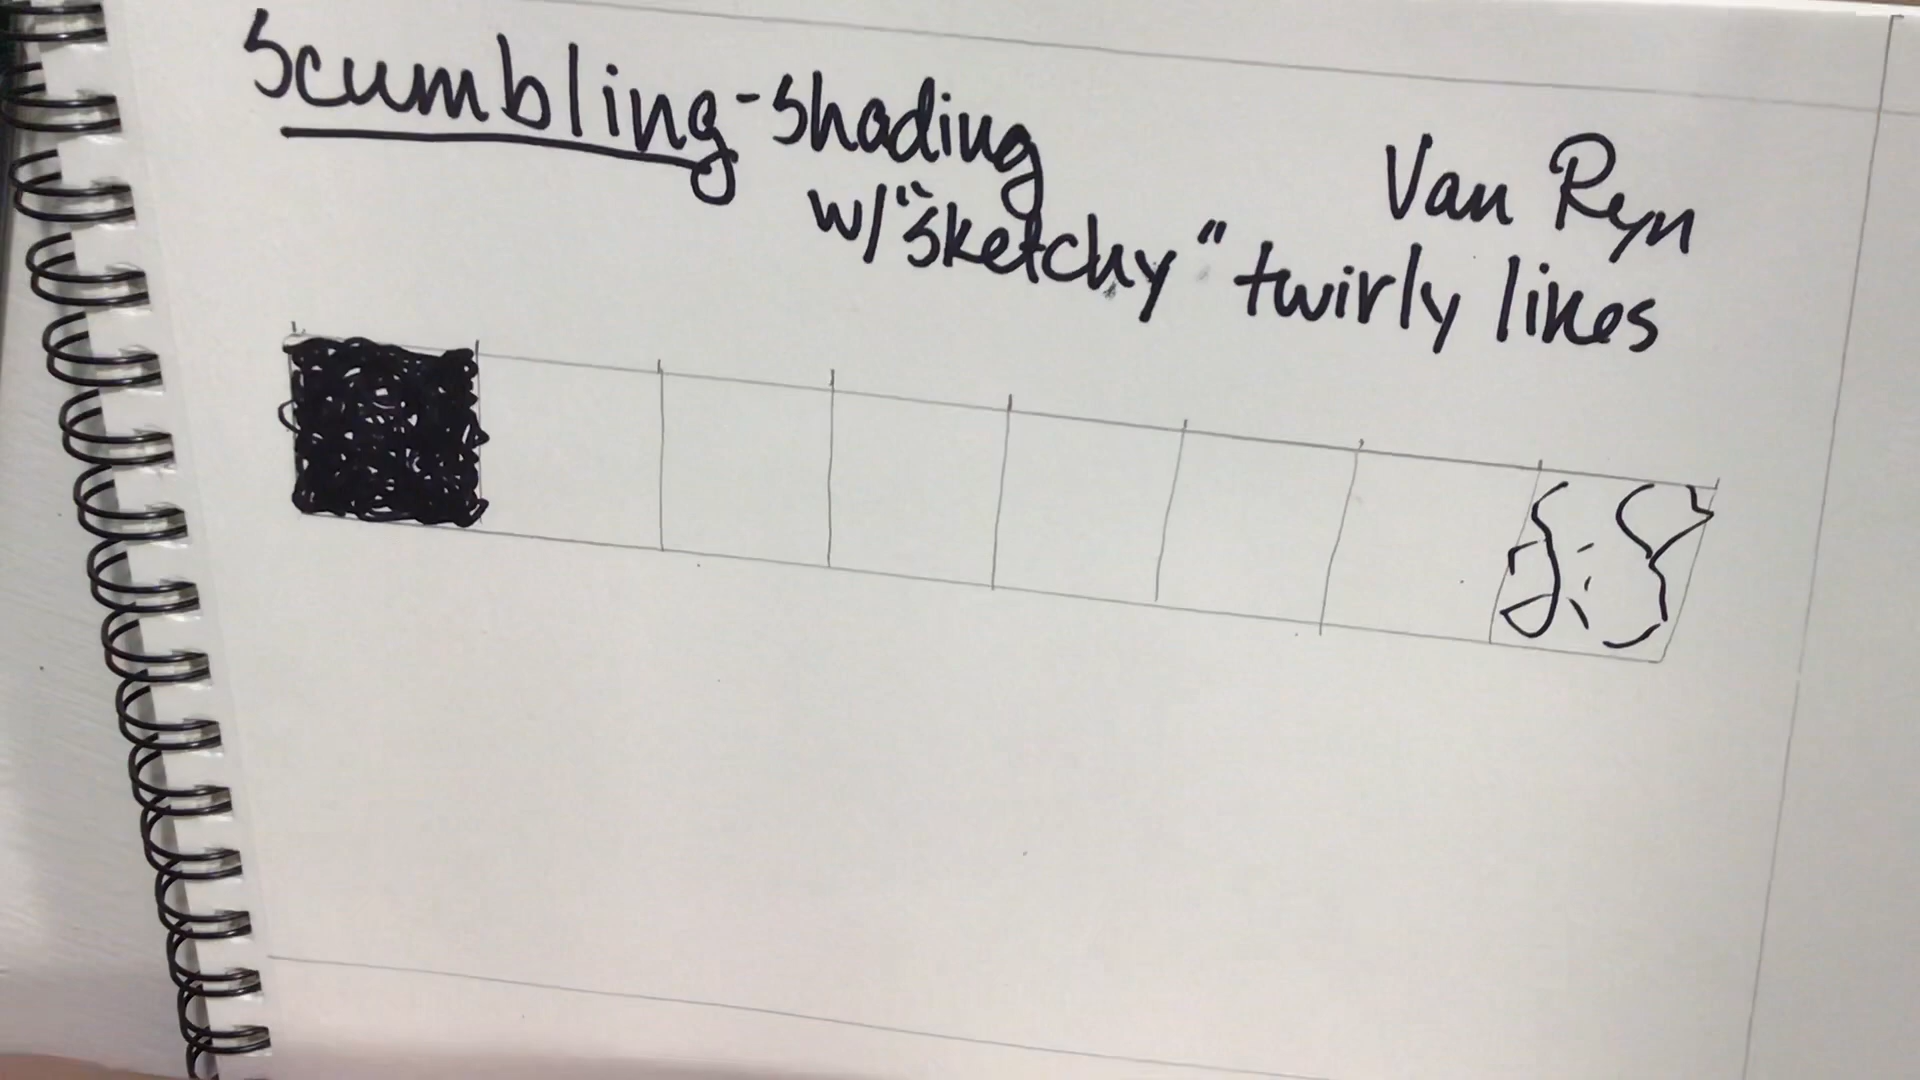 Scumbling - Shading
Van Ryn
w/ "sketchy" twirly lines